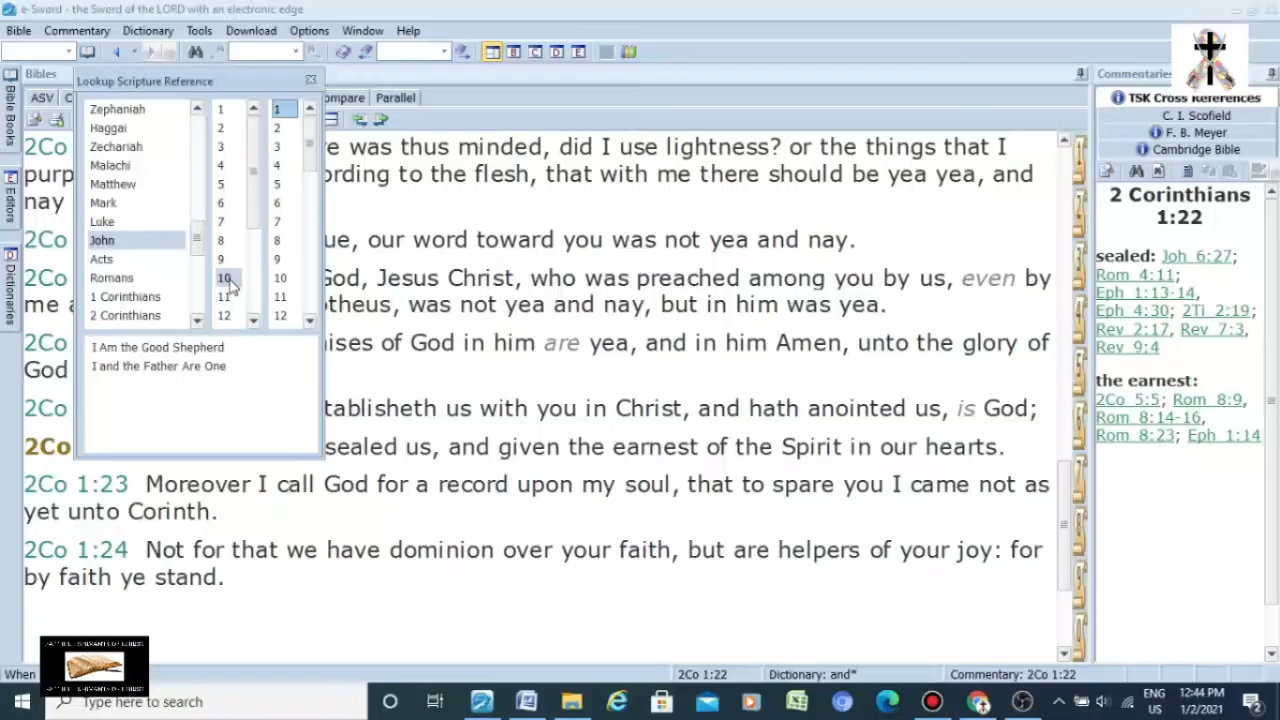 e-Sword - the Sword of the LORD with an electronic edge
Bible Commentary Dictionary Tools Download Options Window Help
B C D E
Bibles
Lookup Scripture Reference
Commentaries
ASV
ompare Parallel
Bible Books
Editors
Dictionaries
Zephaniah 1 1
Haggai 2 2
Zechariah 3 3
Malachi 4 4
Matthew 5 5
Mark 6 6
Luke 7 7
John 8 8
Acts 9 9
Romans 10 10
1 Corinthians 11 11
2 Corinthians 12 12
I Am the Good Shepherd
I and the Father Are One
2Co re was thus minded, did I use lightness? or the things that I
purp ording to the flesh, that with me there should be yea yea, and
nay
2Co ue, our word toward you was not yea and nay.
2Co God, Jesus Christ, who was preached among you by us, even by
me a otheus, was not yea and nay, but in him was yea.
2Co ises of God in him are yea, and in him Amen, unto the glory of
God
2Co tablisheth us with you in Christ, and hath anointed us, is God;
2Co sealed us, and given the earnest of the Spirit in our hearts.
2Co 1:23 Moreover I call God for a record upon my soul, that to spare you I came not as
yet unto Corinth.
2Co 1:24 Not for that we have dominion over your faith, but are helpers of your joy: for
by faith ye stand.
TSK Cross References
C. I. Scofield
F. B. Meyer
Cambridge Bible
2 Corinthians
1:22
sealed: Joh 6:27;
Rom 4:11;
Eph 1:13-14,
Eph 4:30; 2Ti 2:19;
Rev 2:17, Rev 7:3,
Rev 9:4
the earnest:
2Co 5:5; Rom 8:9,
Rom 8:14-16,
Rom 8:23; Eph 1:14
When
2Co 1:22 Dictionary: and* Commentary: 2Co 1:22
Type here to search
ENG
US
12:44 PM
1/2/2021
2